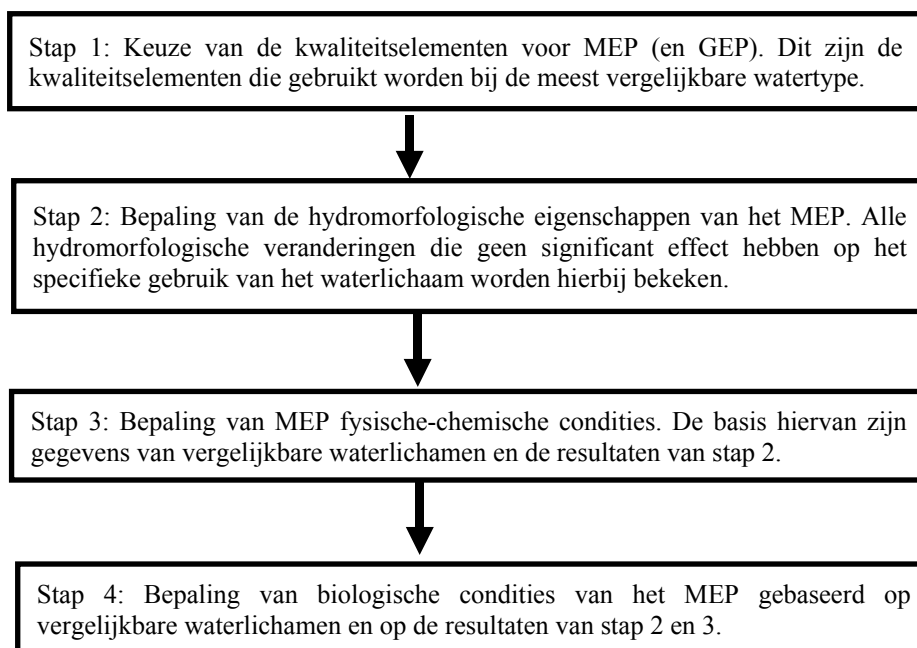 Stap 1: Keuze van de kwaliteitselementen voor MEP (en GEP). Dit zijn de
kwaliteitselementen die gebruikt worden bij de meest vergelijkbare watertype.
Stap 2: Bepaling van de hydromorfologische eigenschappen van het MEP. Alle
hydromorfologische veranderingen die geen significant effect hebben op het
specifieke gebruik van het waterlichaam worden hierbij bekeken.
Stap 3: Bepaling van MEP fysische-chemische condities. De basis hiervan zijn
gegevens van vergelijkbare waterlichamen en de resultaten van stap 2.
Stap 4: Bepaling van biologische condities van het MEP gebaseerd op
vergelijkbare waterlichamen en op de resultaten van stap 2 en 3.